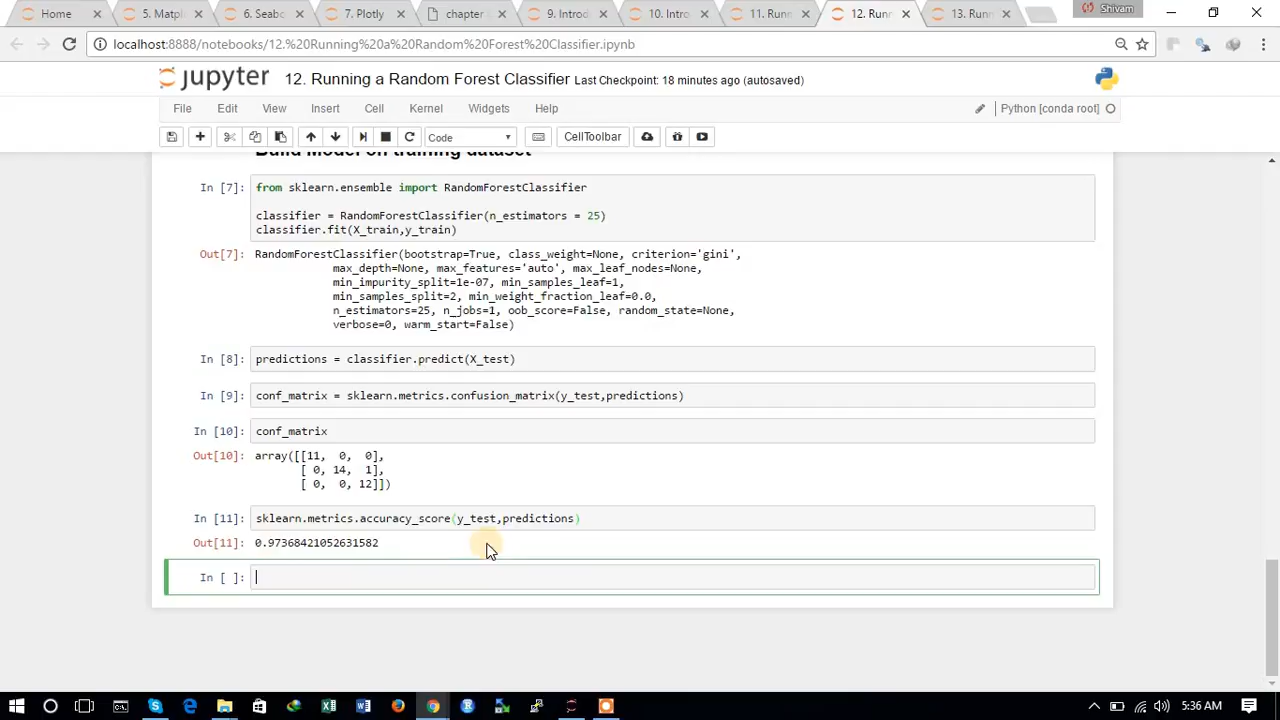 Home
5. Matpl
6. Seabo
7. Plotly
chapter
9. Introd
10. Intro
11. Runn
12. Runn
13. Runn
Shivam
localhost:8888/notebooks/12.%20Running%20a%20Random%20Forest%20Classifier.ipynb
jupyter 12. Running a Random Forest Classifier Last Checkpoint: 18 minutes ago (autosaved)
File Edit View Insert Cell Kernel Widgets Help Python [conda root]
Code CellToolbar
Build Model on training dataset
In [7]: from sklearn.ensemble import RandomForestClassifier
classifier = RandomForestClassifier(n_estimators = 25)
classifier.fit(X_train,y_train)
Out[7]: RandomForestClassifier(bootstrap=True, class_weight=None, criterion='gini',
max_depth=None, max_features='auto', max_leaf_nodes=None,
min_impurity_split=1e-07, min_samples_leaf=1,
min_samples_split=2, min_weight_fraction_leaf=0.0,
n_estimators=25, n_jobs=1, oob_score=False, random_state=None,
verbose=0, warm_start=False)
In [8]: predictions = classifier.predict(X_test)
In [9]: conf_matrix = sklearn.metrics.confusion_matrix(y_test,predictions)
In [10]: conf_matrix
Out[10]: array([[11, 0, 0],
[ 0, 14, 1],
[ 0, 0, 12]])
In [11]: sklearn.metrics.accuracy_score(y_test,predictions)
Out[11]: 0.97368421052631582
In [ ]:
5:36 AM